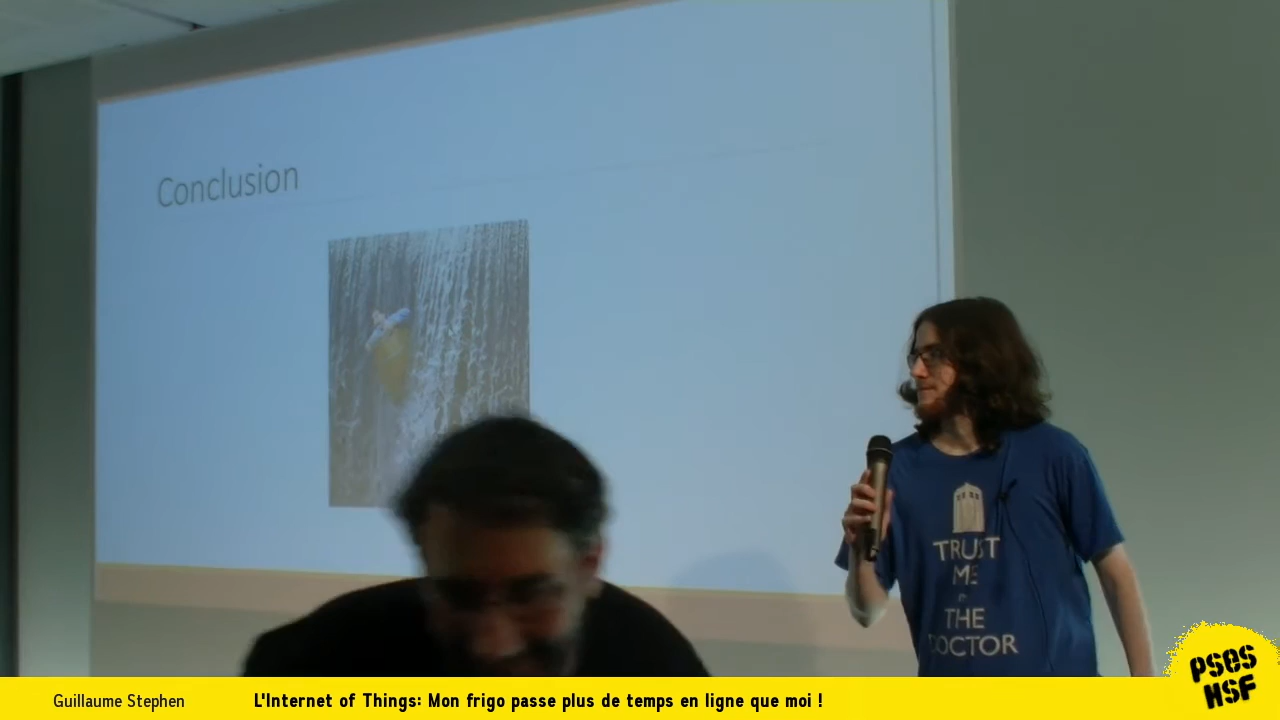 Conclusion
TRUST
ME
THE
DOCTOR
PSES
HSF
Guillaume Stephen
L'Internet of Things: Mon frigo passe plus de temps en ligne que moi !